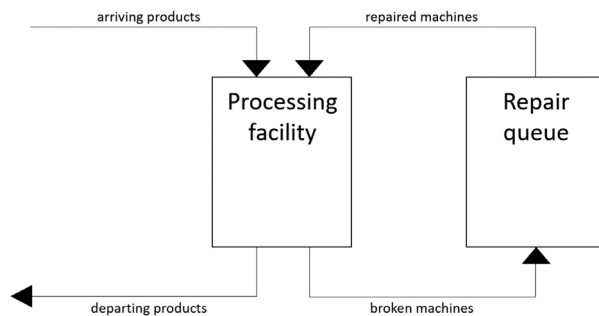 arriving products
repaired machines
Processing
facility
Repair
queue
departing products
broken machines